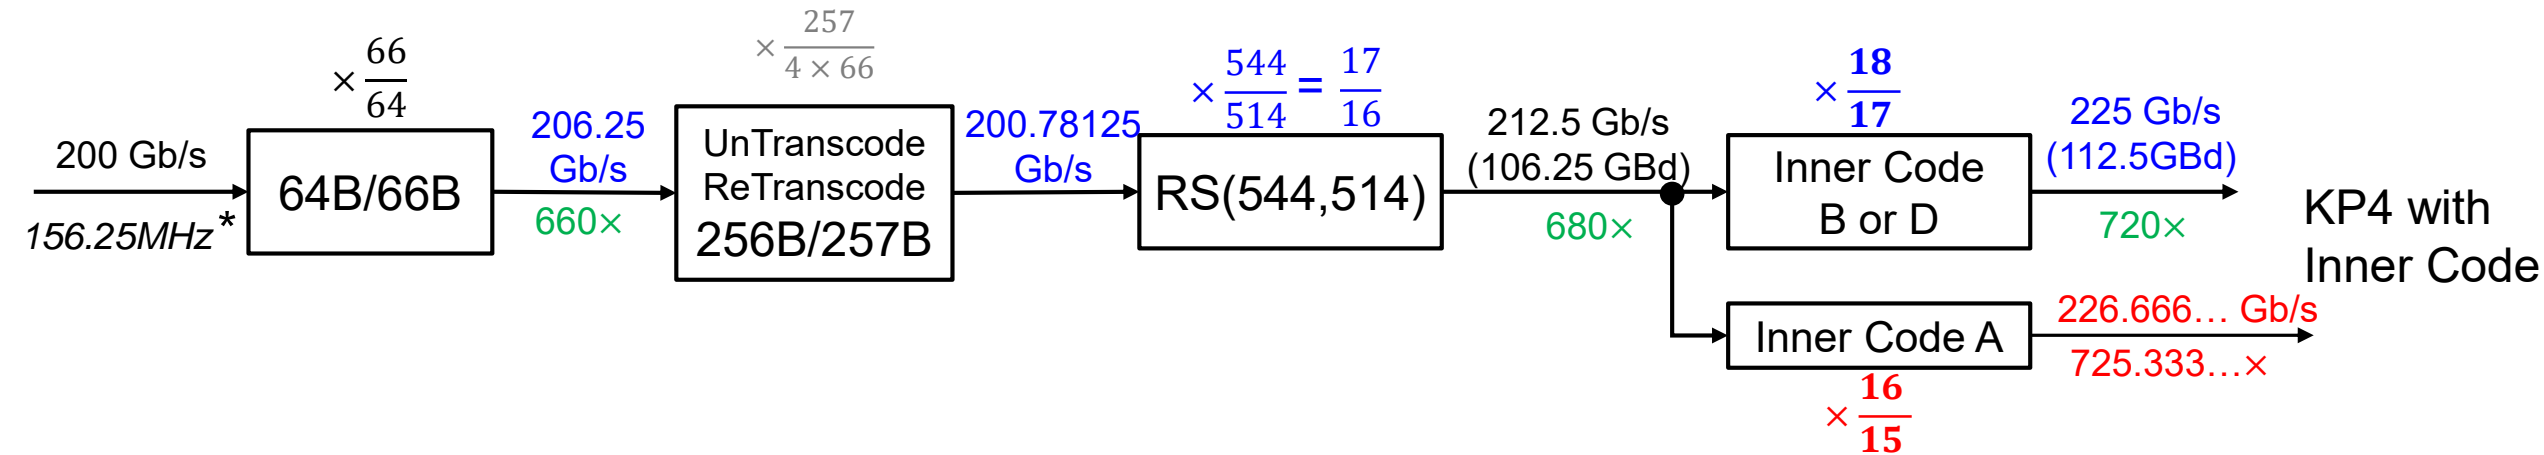 200 Gb/s
156.25MHz*
× 66/64
64B/66B
206.25
Gb/s
660×
× 257/(4 × 66)
UnTranscode
ReTranscode
256B/257B
200.78125
Gb/s
× 544/514 = 17/16
RS(544,514)
212.5 Gb/s
(106.25 GBd)
680×
× 18/17
Inner Code
B or D
225 Gb/s
(112.5GBd)
720×
Inner Code A
× 16/15
226.666… Gb/s
725.333…×
KP4 with
Inner Code